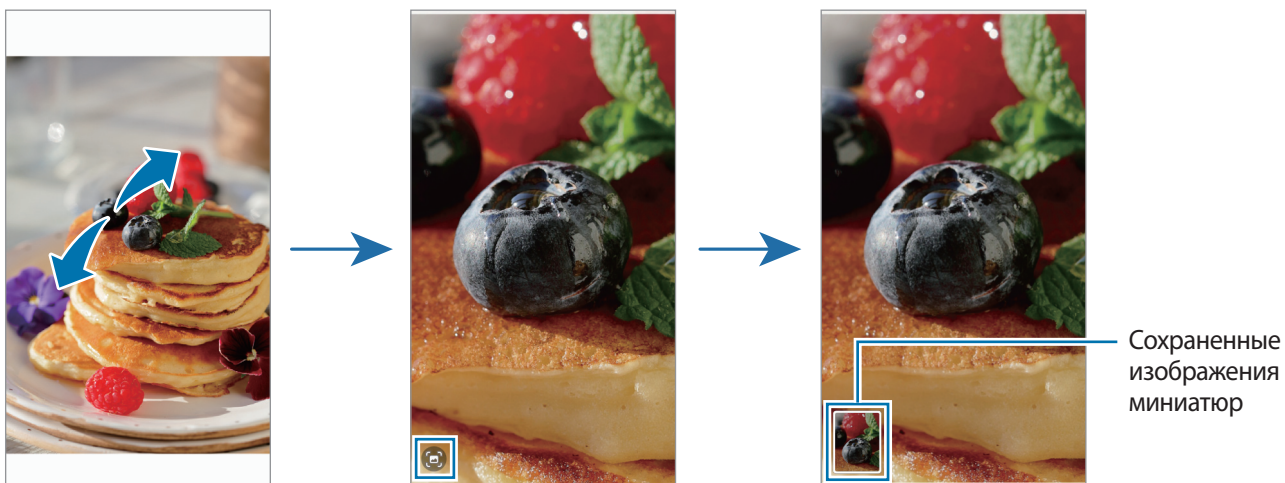 Сохраненные
изображения
миниатюр